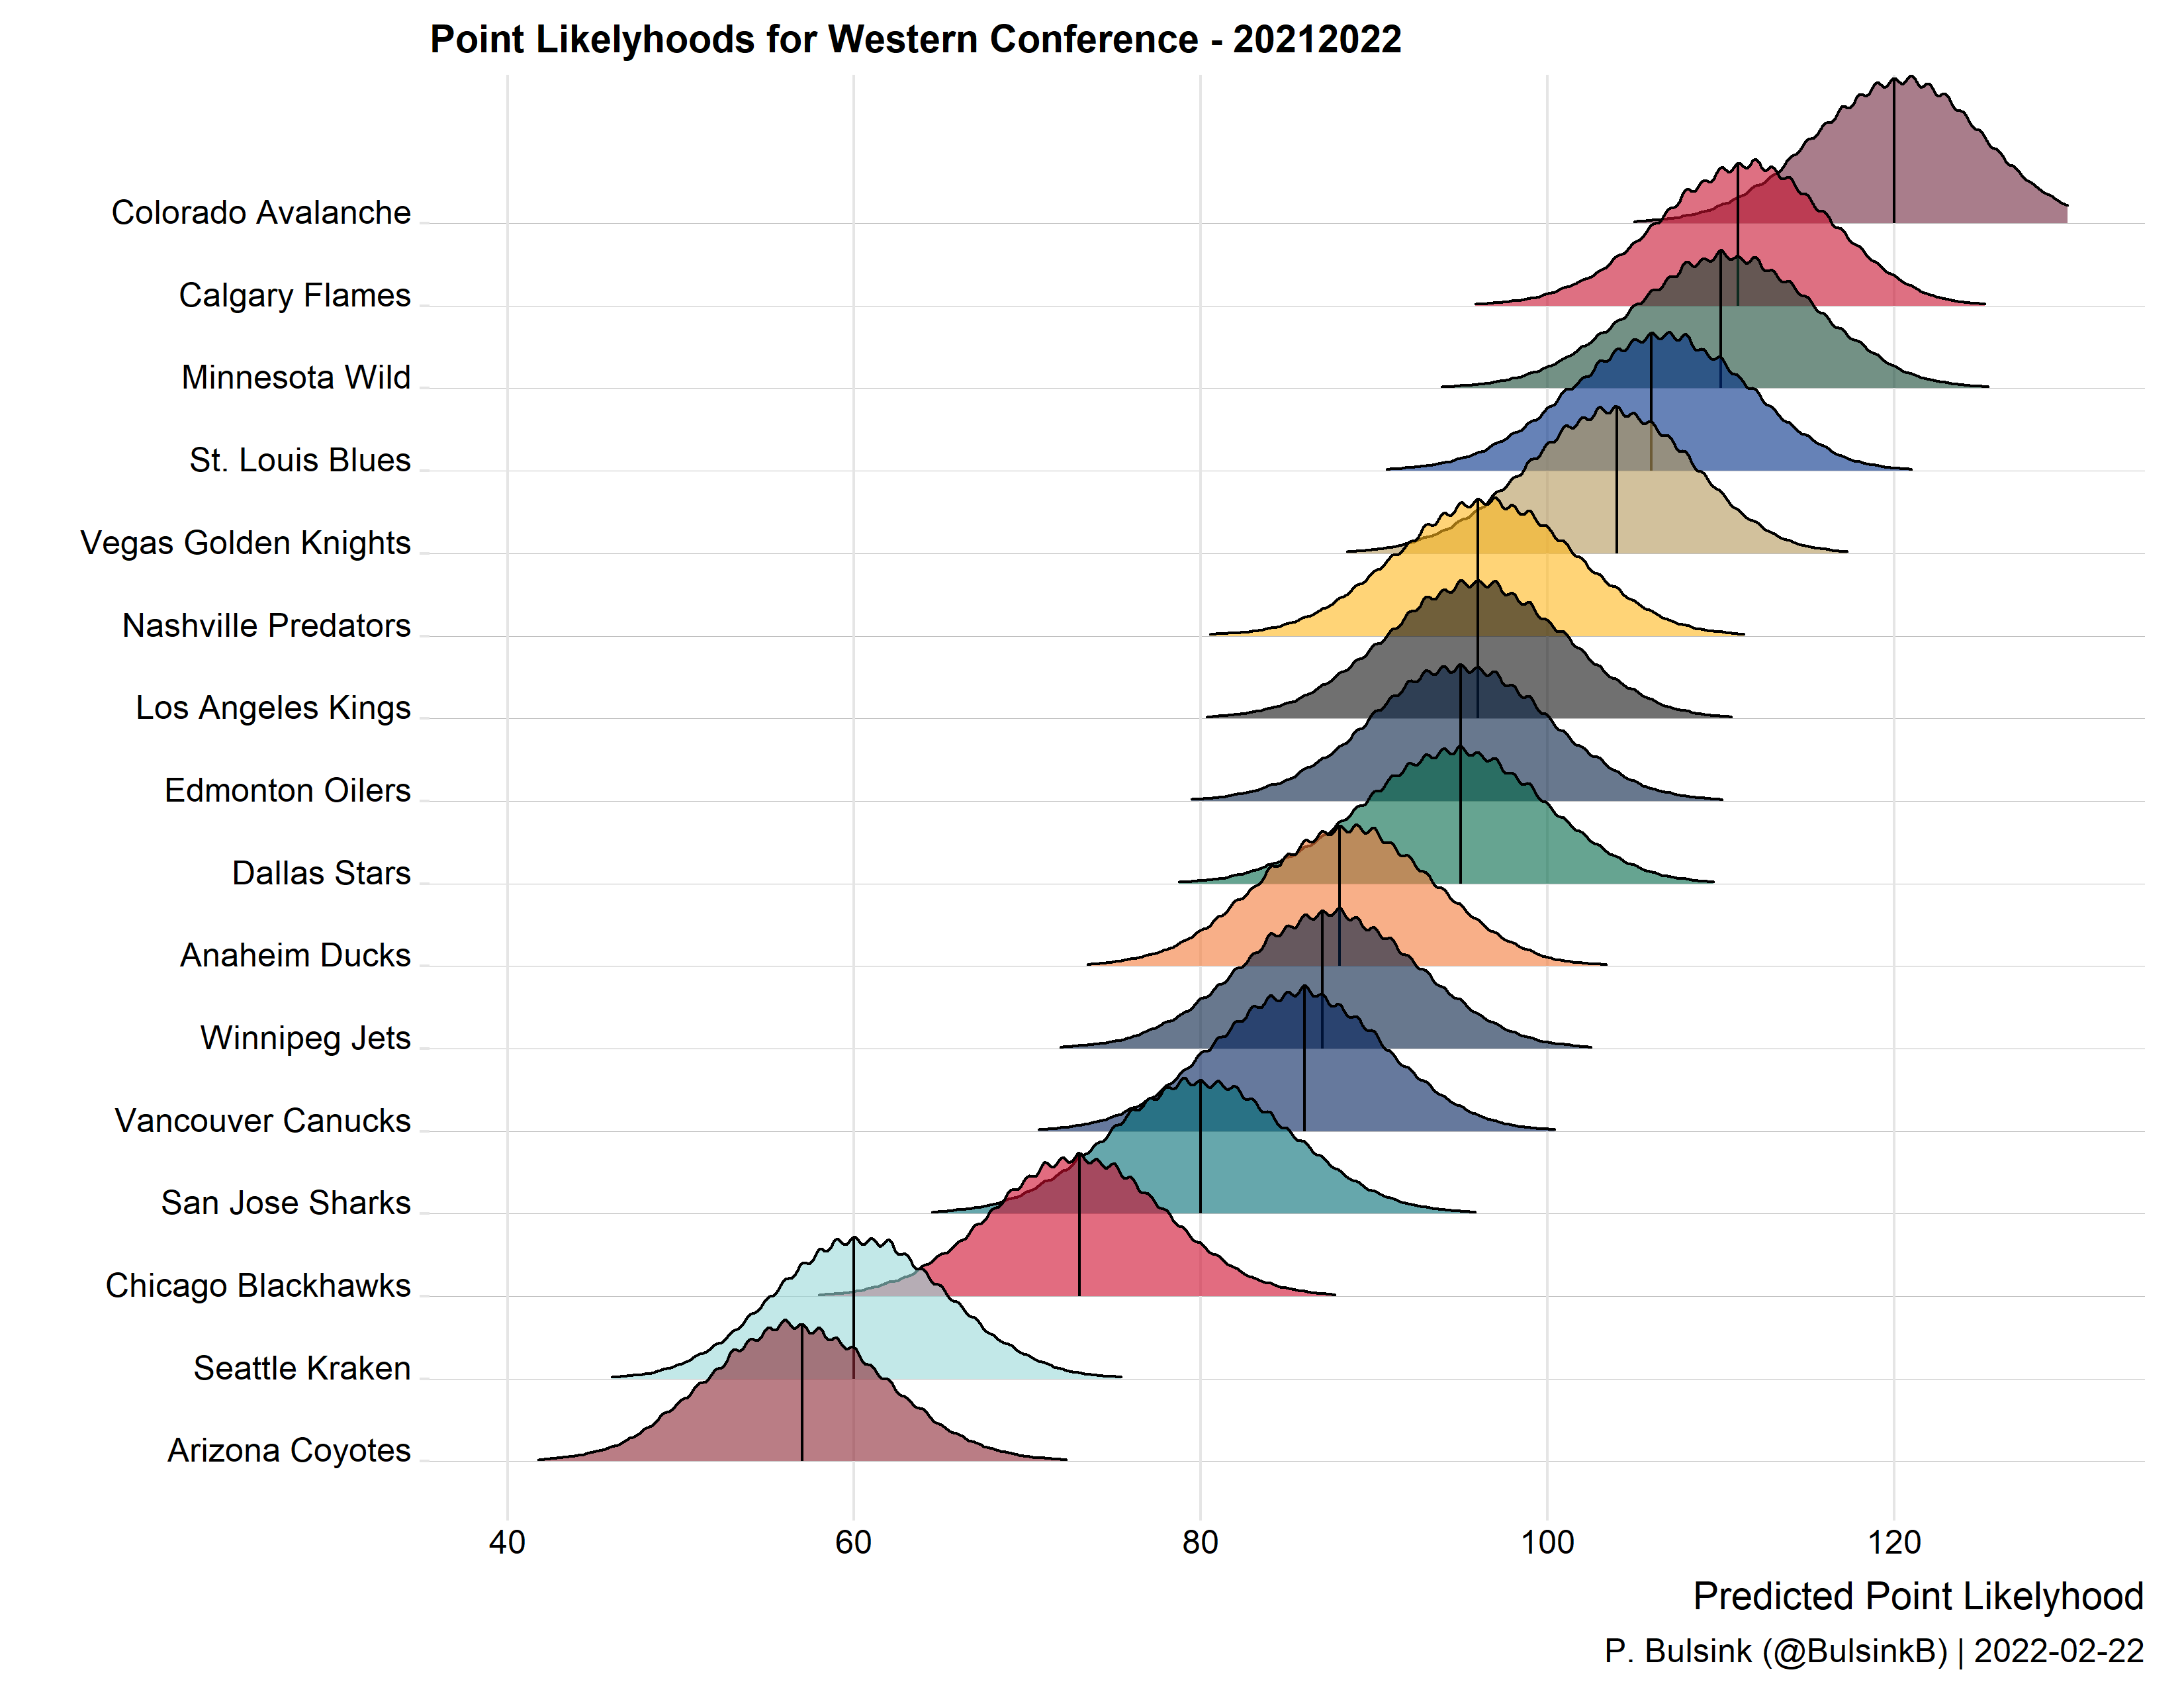 Point Likelyhoods for Western Conference - 20212022
Colorado Avalanche
Calgary Flames
Minnesota Wild
St. Louis Blues
Vegas Golden Knights
Nashville Predators
Los Angeles Kings
Edmonton Oilers
Dallas Stars
Anaheim Ducks
Winnipeg Jets
Vancouver Canucks
San Jose Sharks
Chicago Blackhawks
Seattle Kraken
Arizona Coyotes
40 60 80 100 120
Predicted Point Likelyhood
P. Bulsink (@BulsinkB) | 2022-02-22